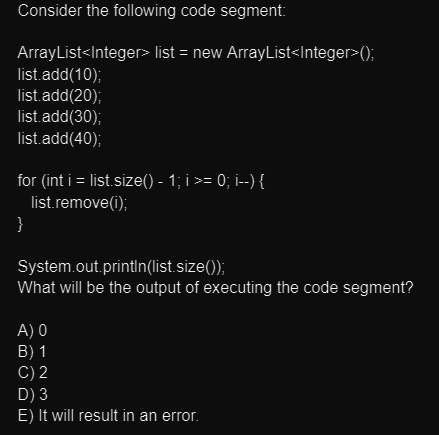 Consider the following code segment:
ArrayList<Integer> list = new ArrayList<Integer>();
list.add(10);
list.add(20);
list.add(30);
list.add(40);
for (int i = list.size() - 1; i >= 0; i--) {
list.remove(i);
}
System.out.println(list.size());
What will be the output of executing the code segment?
A) 0
B) 1
C) 2
D) 3
E) It will result in an error.